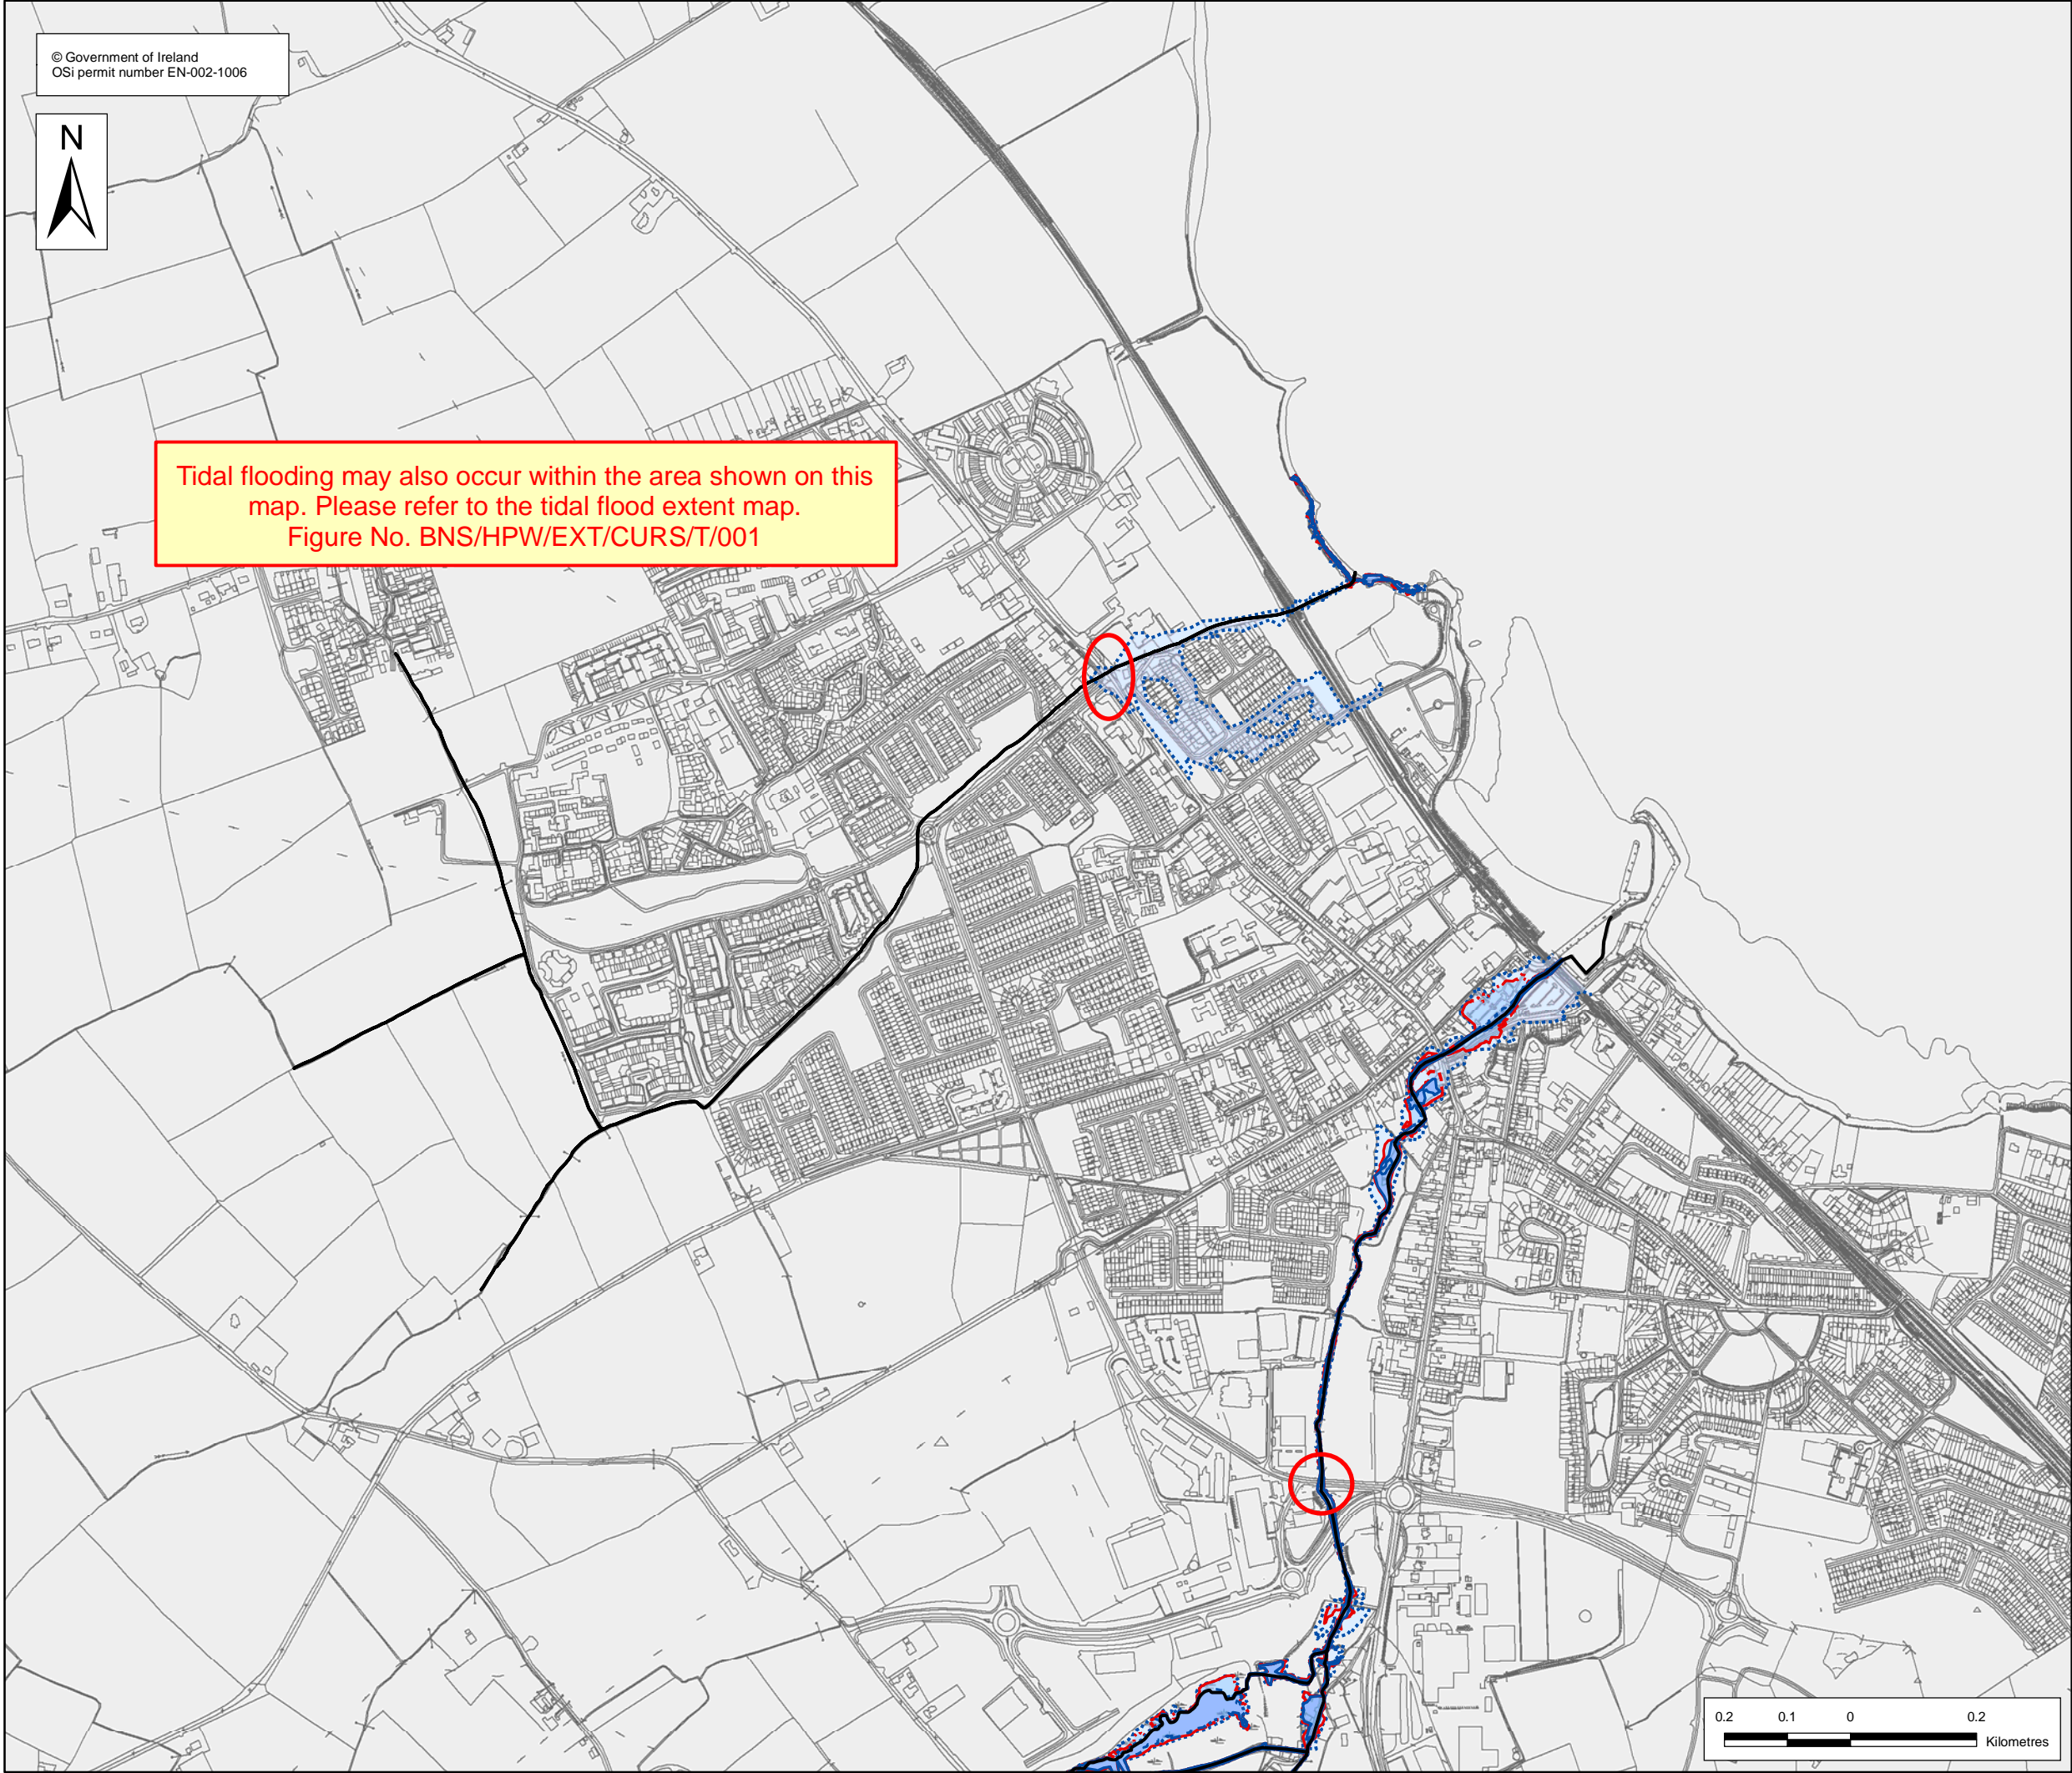 © Government of Ireland
OSi permit number EN-002-1006
N
Tidal flooding may also occur within the area shown on this
map. Please refer to the tidal flood extent map.
Figure No. BNS/HPW/EXT/CURS/T/001
0.2 0.1 0 0.2
Kilometres